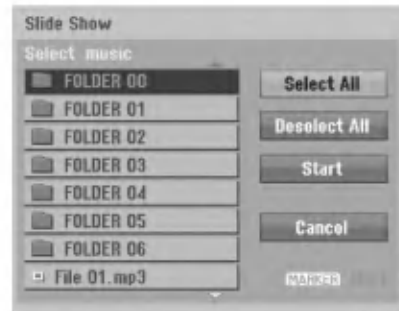 Slide Show
Select music
FOLDER 00
FOLDER 01
FOLDER 02
FOLDER 03
FOLDER 04
FOLDER 05
FOLDER 06
File 01.mp3
Select All
Deselect All
Start
Cancel
MARKER